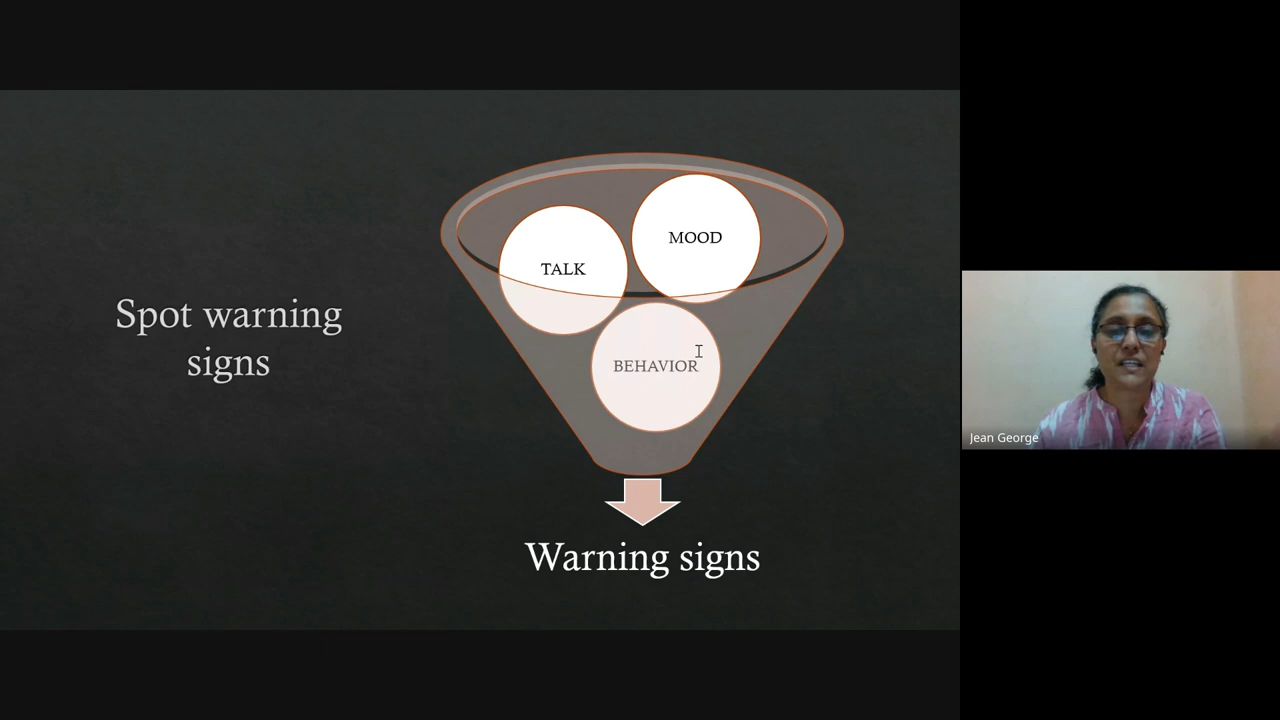 Spot warning
signs
MOOD
TALK
BEHAVIOR
Warning signs
Jean George